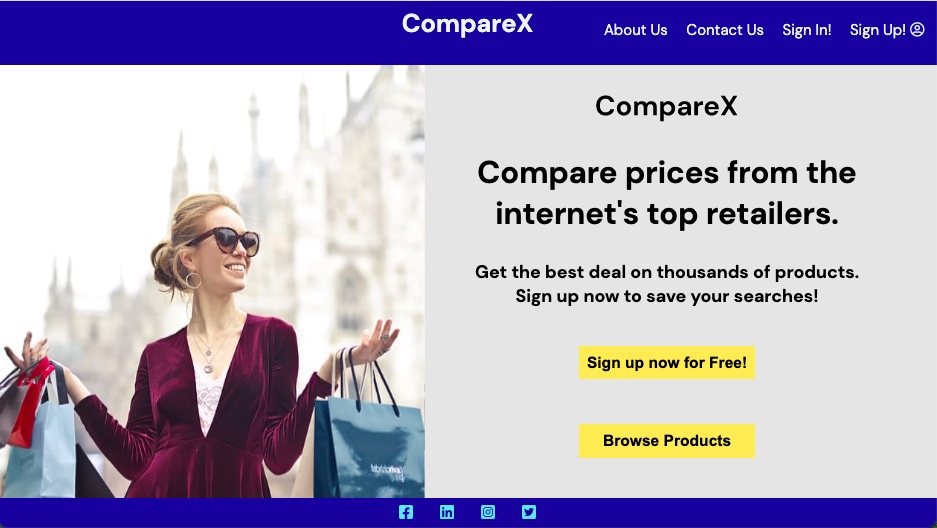 CompareX
About Us Contact Us Sign In! Sign Up!
CompareX
Compare prices from the
internet's top retailers.
Get the best deal on thousands of products.
Sign up now to save your searches!
Sign up now for Free!
Browse Products